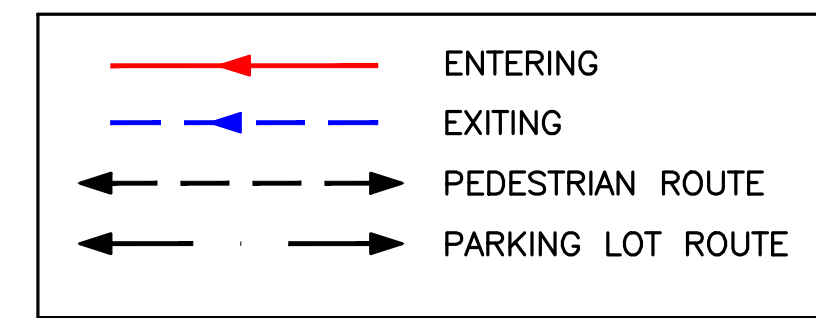 ENTERING
EXITING
PEDESTRIAN ROUTE
PARKING LOT ROUTE